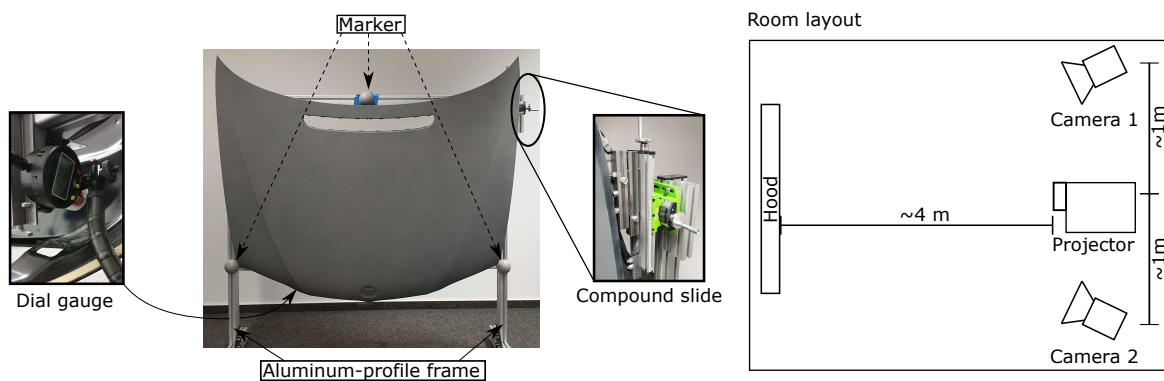 Marker
Dial gauge
Compound slide
Aluminum-profile frame
Room layout
Camera 1
~1m
Hood
~4 m
Projector
~1m
Camera 2